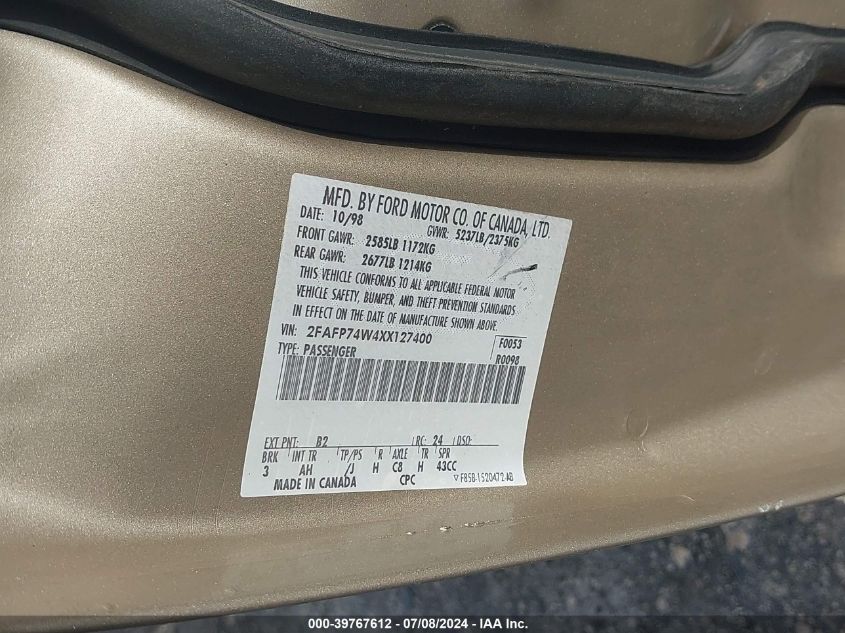 MFD. BY FORD MOTOR CO. OF CANADA, LTD.
DATE: 10/98 GVWR: 5237LB/2375KG
FRONT GAWR: 2585LB 1172KG
REAR GAWR: 2677LB 1214KG
THIS VEHICLE CONFORMS TO ALL APPLICABLE FEDERAL MOTOR
VEHICLE SAFETY, BUMPER, AND THEFT PREVENTION STANDARDS
IN EFFECT ON THE DATE OF MANUFACTURE SHOWN ABOVE.
VIN: 2FAFP74W4XX127400 F0053
TYPE: PASSENGER R0098
EXT PNT: B2 RC: 24 DSO:
BRK INT TR TP/PS R AXLE TR SPR
3 AH /J H C8 H 43CC
MADE IN CANADA CPC F85B-1520472-AB
000-39767612 - 07/08/2024 - IAA Inc.